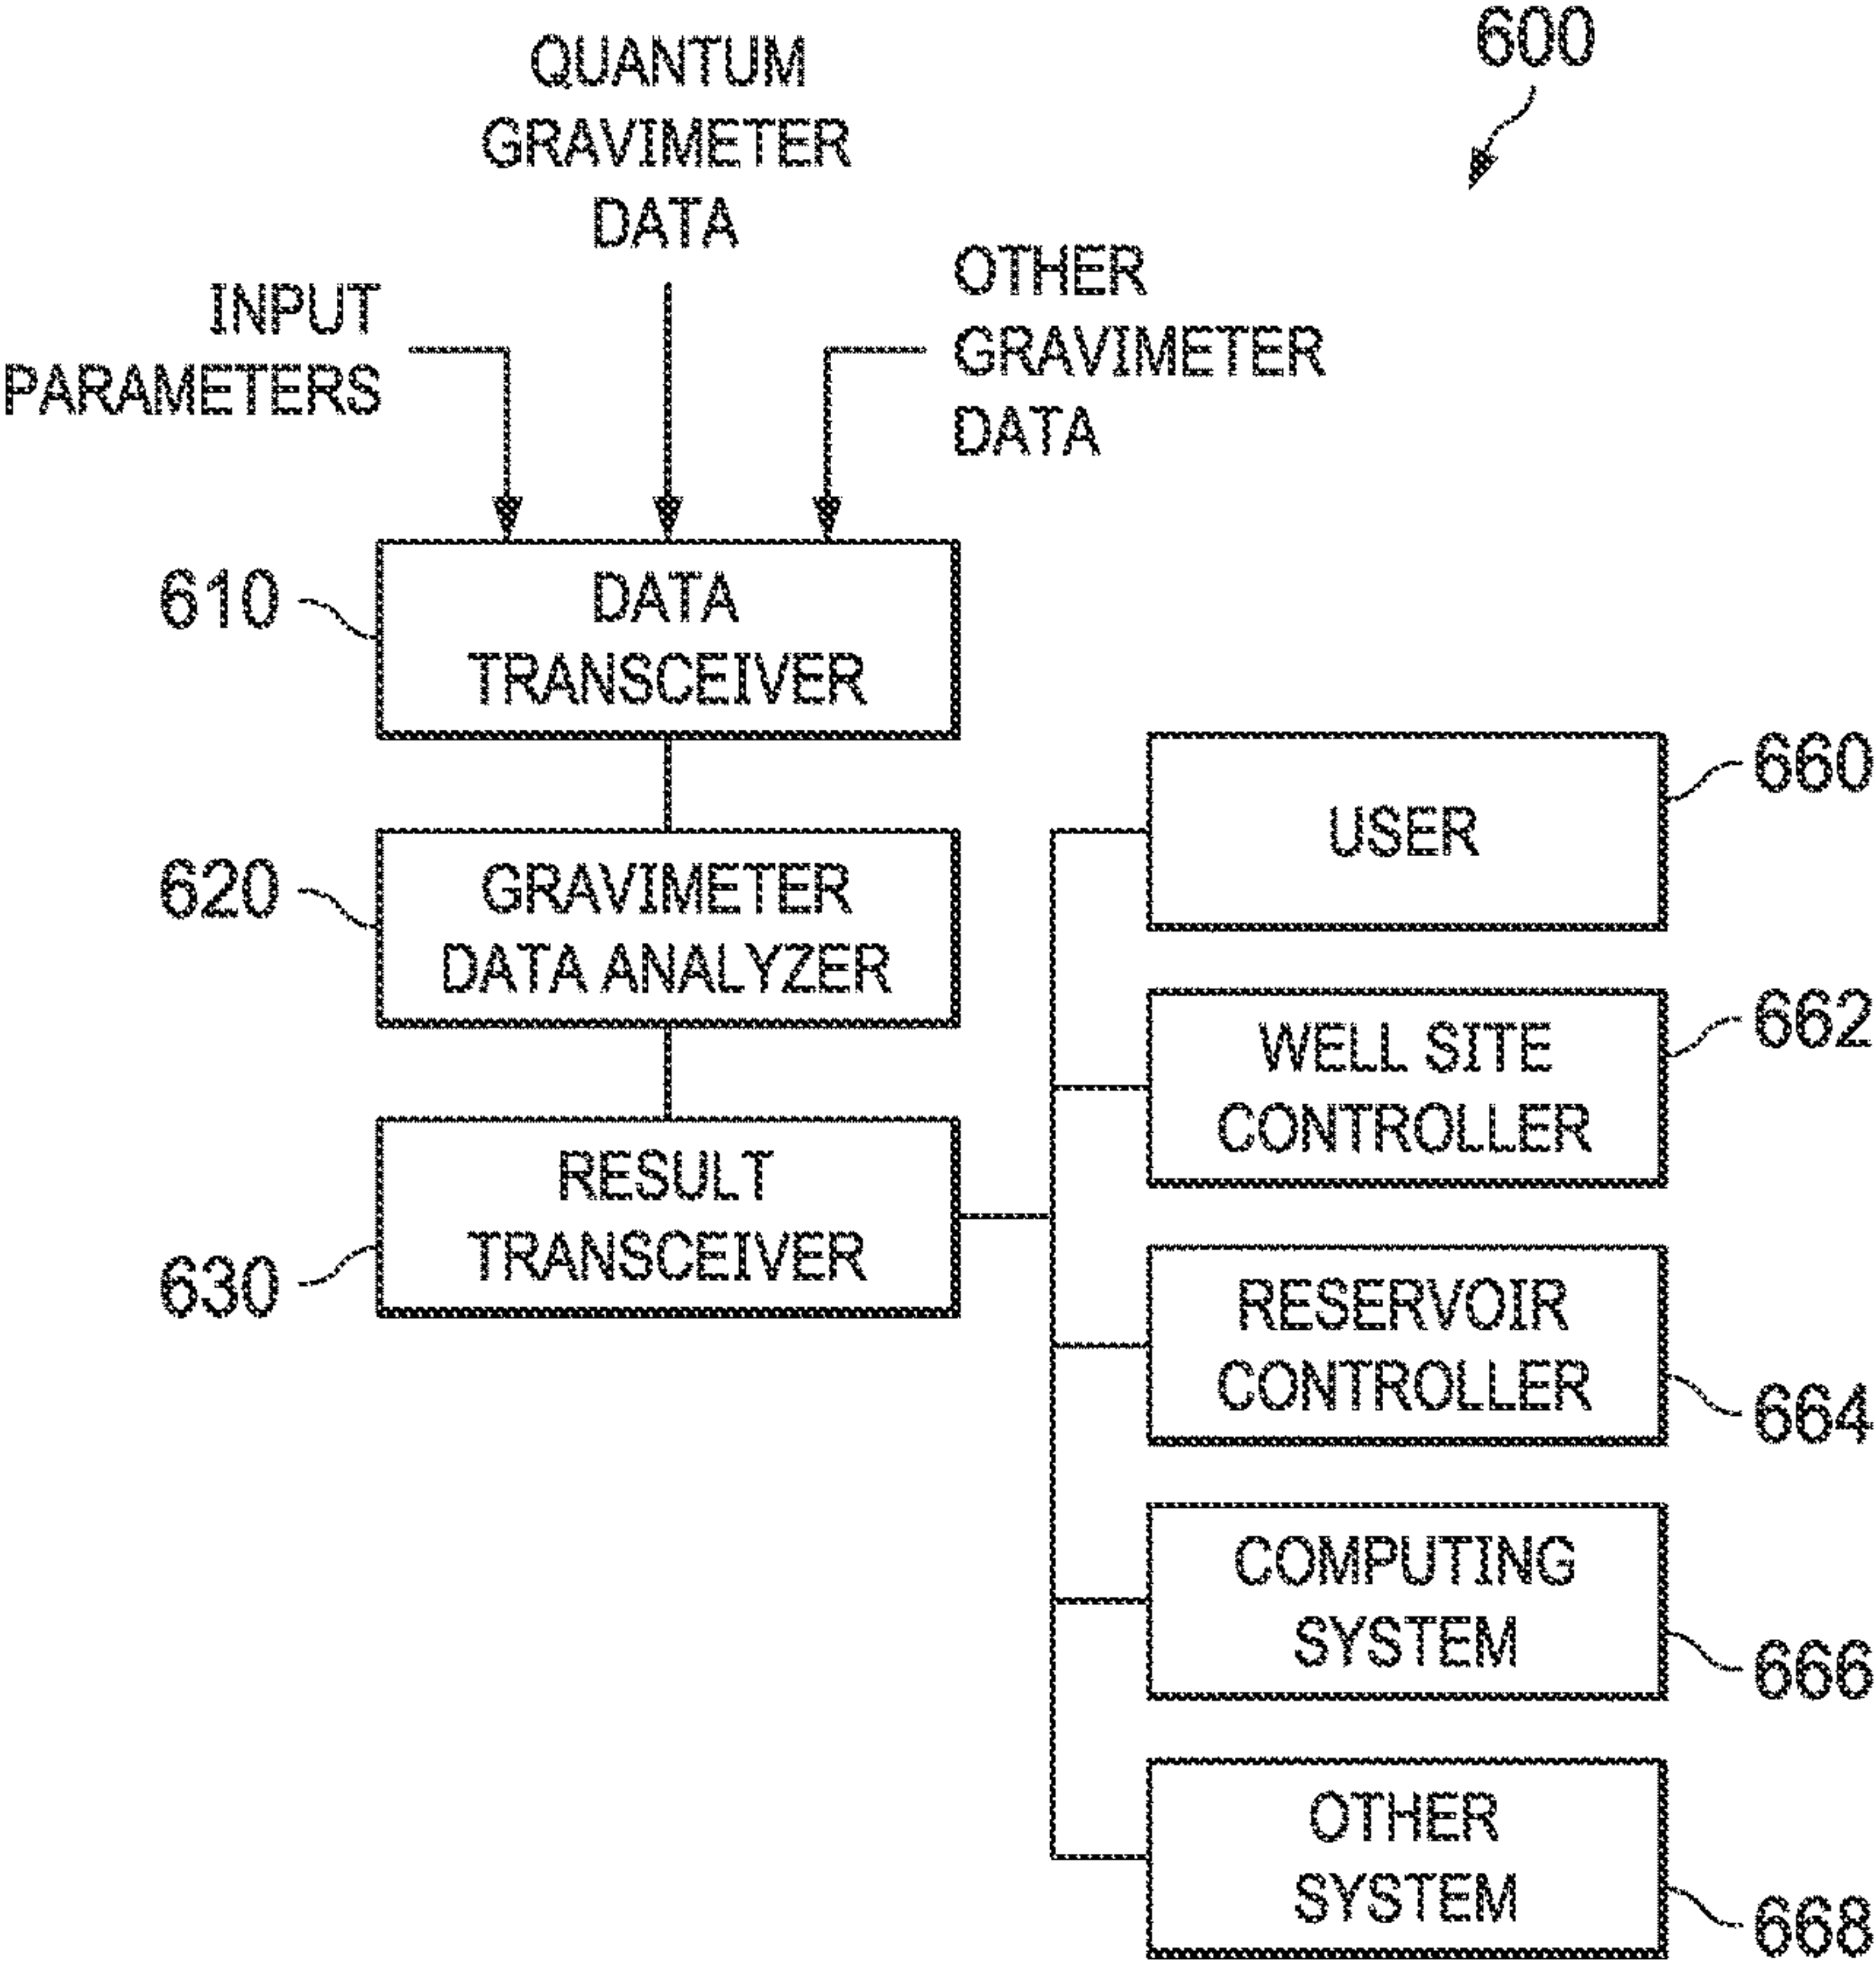 600
QUANTUM
GRAVIMETER
DATA
INPUT
PARAMETERS
OTHER
GRAVIMETER
DATA
610
DATA
TRANSCEIVER
620
GRAVIMETER
DATA ANALYZER
630
RESULT
TRANSCEIVER
660
USER
662
WELL SITE
CONTROLLER
664
RESERVOIR
CONTROLLER
666
COMPUTING
SYSTEM
668
OTHER
SYSTEM